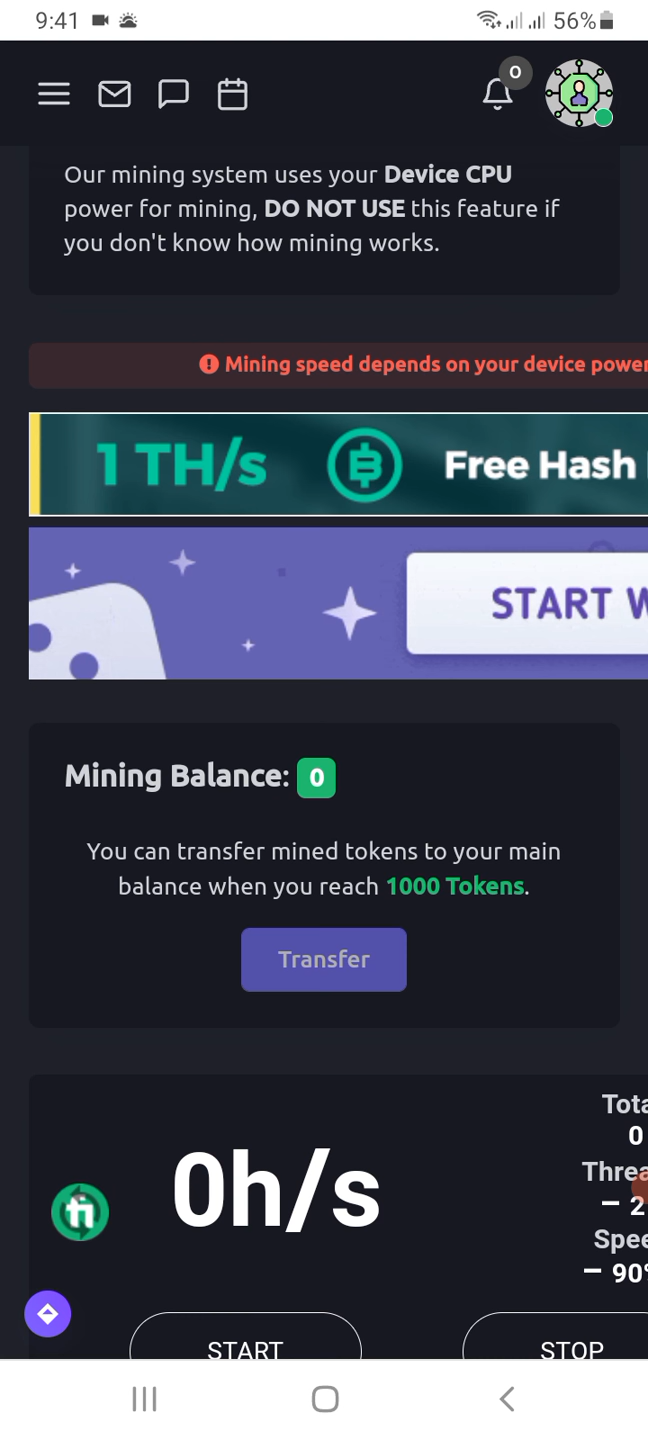 9:41
56%
0
Our mining system uses your Device CPU
power for mining, DO NOT USE this feature if
you don't know how mining works.
Mining speed depends on your device power
1 TH/s Free Hash
START W
Mining Balance: 0
You can transfer mined tokens to your main
balance when you reach 1000 Tokens.
Transfer
Tota
0
0h/s
Threa
– 2
Spee
– 90%
START STOP